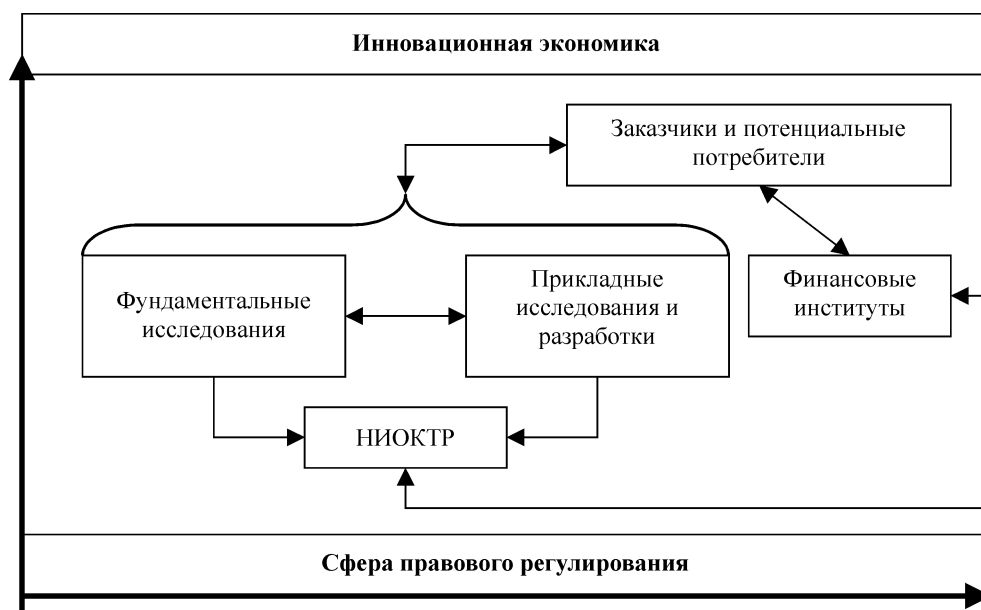 Инновационная экономика
Заказчики и потенциальные
потребители
Фундаментальные
исследования
Прикладные
исследования и
разработки
Финансовые
институты
НИОКТР
Сфера правового регулирования